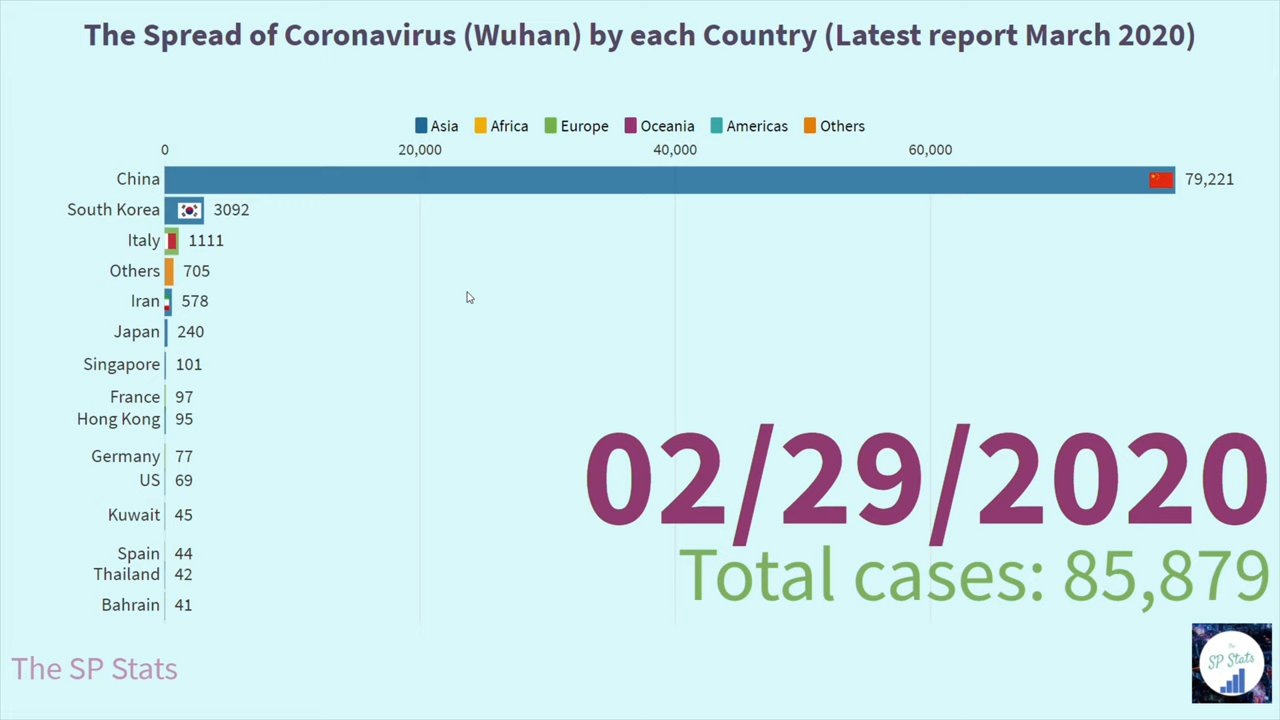 The Spread of Coronavirus (Wuhan) by each Country (Latest report March 2020)
Asia Africa Europe Oceania Americas Others
0 20,000 40,000 60,000
China 79,221
South Korea 3092
Italy 1111
Others 705
Iran 578
Japan 240
Singapore 101
France 97
Hong Kong 95
Germany 77
US 69
Kuwait 45
Spain 44
Thailand 42
Bahrain 41
02/29/2020
Total cases: 85,879
The SP Stats
The
SP Stats